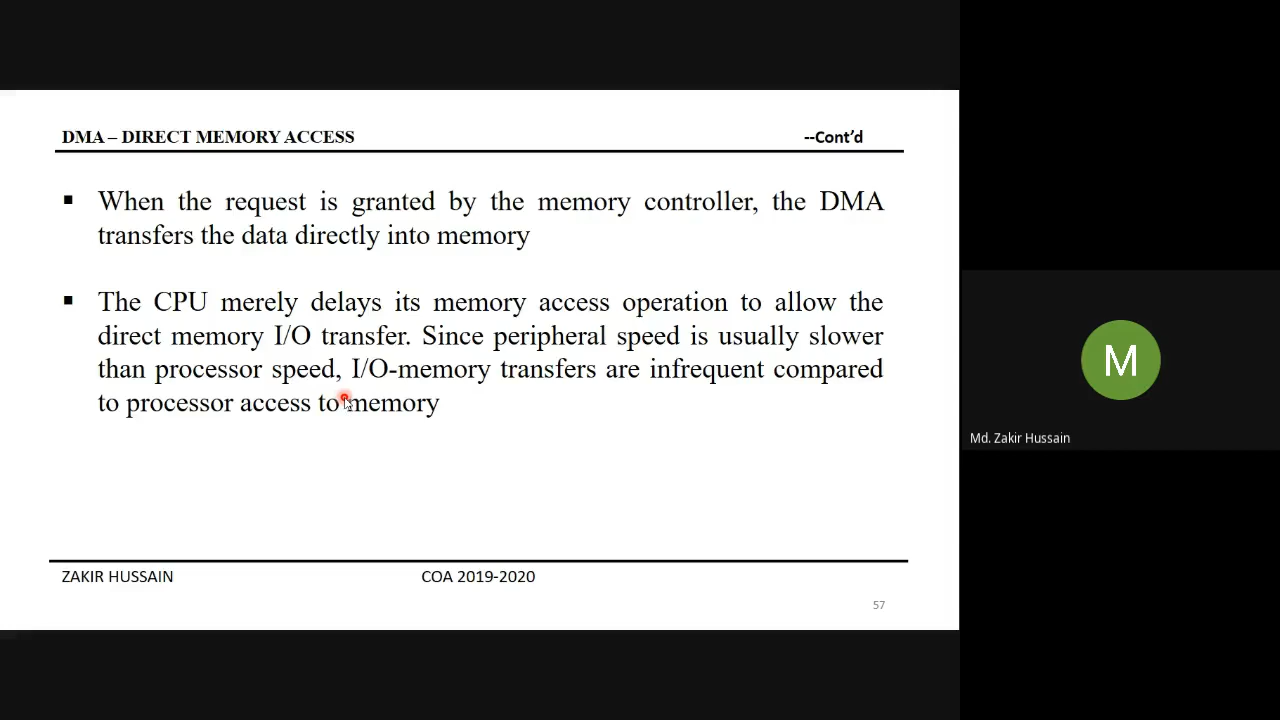 DMA – DIRECT MEMORY ACCESS --Cont’d
When the request is granted by the memory controller, the DMA
transfers the data directly into memory
The CPU merely delays its memory access operation to allow the
direct memory I/O transfer. Since peripheral speed is usually slower
than processor speed, I/O-memory transfers are infrequent compared
to processor access to memory
ZAKIR HUSSAIN COA 2019-2020
57
M
Md. Zakir Hussain